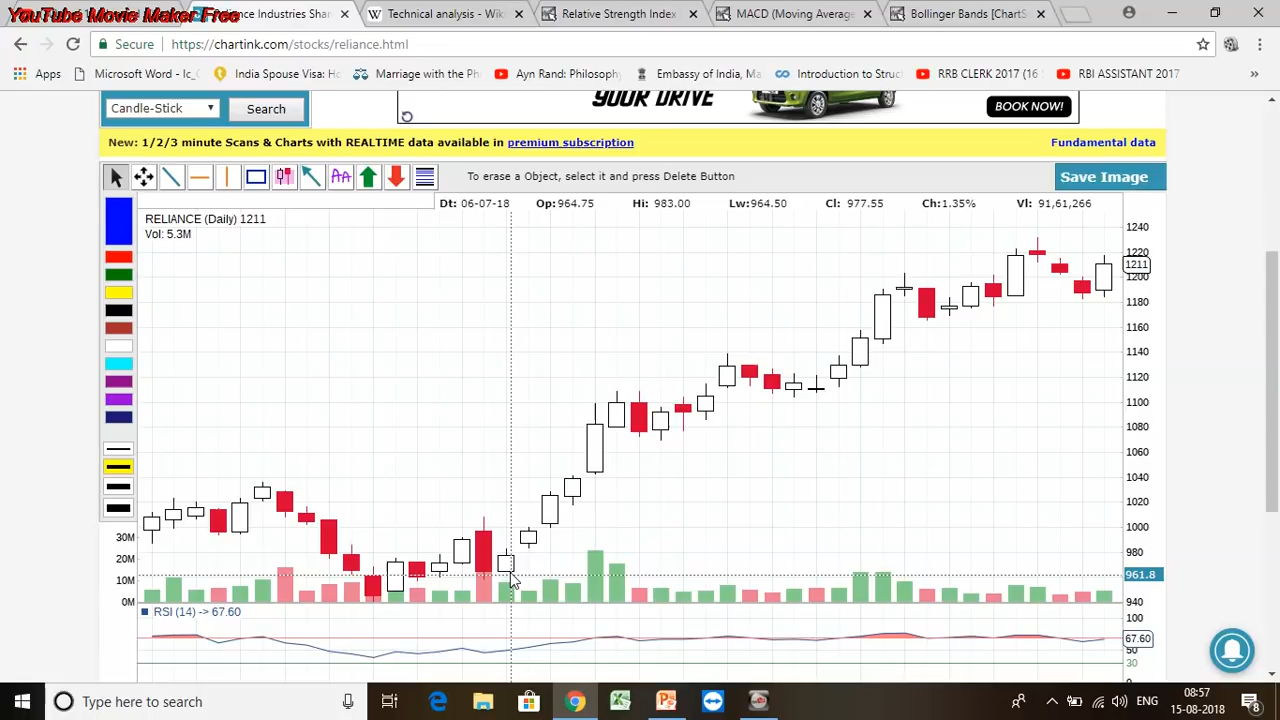 YouTube Movie Maker Free
Reliance Industries Shar
Technical analysis - Wik
Relative Strength Index (
MACD (Moving average
Bollinger Bands [ChartS
Secure
https://chartink.com/stocks/reliance.html
Apps
Microsoft Word - lc_
India Spouse Visa: Ho
Marriage with the Ph
Ayn Rand: Philosophy
Embassy of India, Ma
Introduction to Struct
RRB CLERK 2017 (16 S
RBI ASSISTANT 2017
»
Candle-Stick
Search
YOUR DRIVE
BOOK NOW!
New: 1/2/3 minute Scans & Charts with REALTIME data available in premium subscription
Fundamental data
To erase a Object, select it and press Delete Button
Save Image
Dt: 06-07-18 Op:964.75 Hi: 983.00 Lw:964.50 Cl: 977.55 Ch:1.35% Vl: 91,61,266
RELIANCE (Daily) 1211
Vol: 5.3M
1240
1220
1211
1200
1180
1160
1140
1120
1100
1080
1060
1040
1020
1000
980
961.8
940
30M
20M
10M
0M
RSI (14) -> 67.60
100
67.60
50
30
0
Type here to search
ENG
08:57
15-08-2018
8